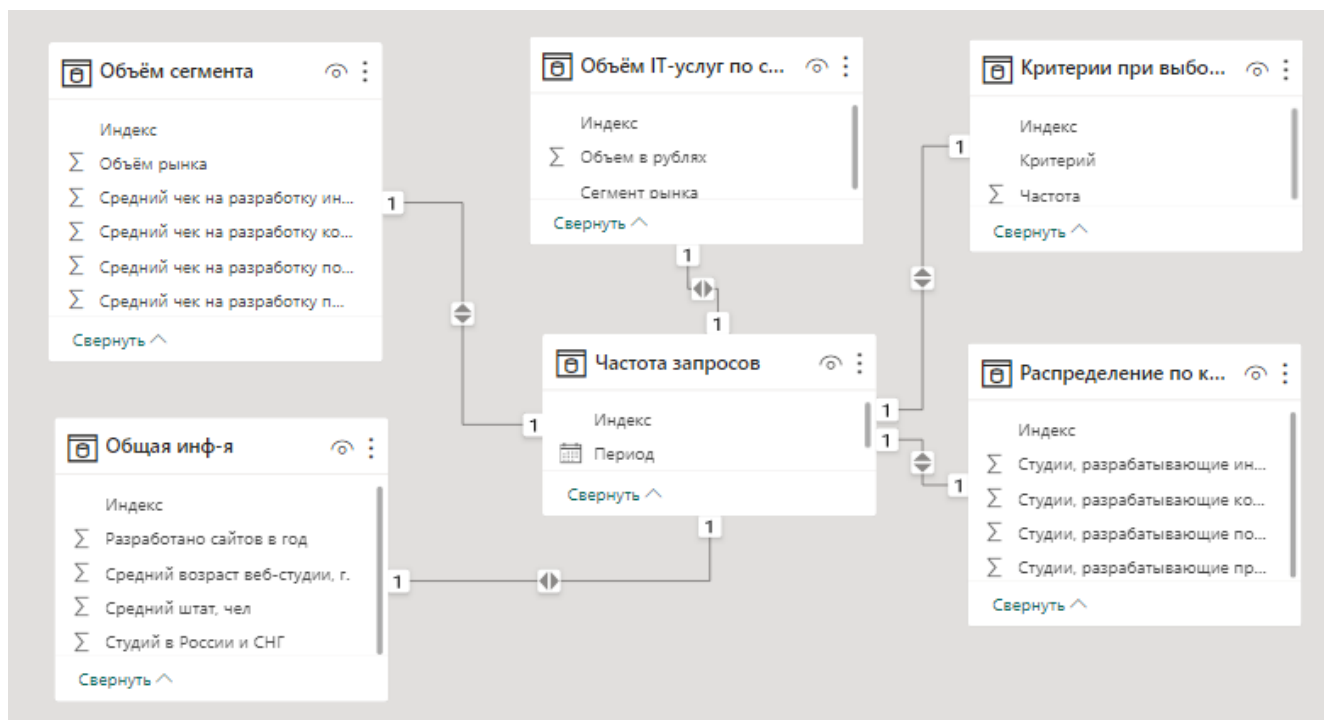 Объём сегмента
Индекс
Объём рынка
Средний чек на разработку ин...
Средний чек на разработку ко...
Средний чек на разработку по...
Средний чек на разработку п...
Свернуть
Объём IT-услуг по с...
Индекс
Объем в рублях
Сегмент рынка
Свернуть
Критерии при выбо...
Индекс
Критерий
Частота
Свернуть
1
1
1
1
Частота запросов
Индекс
Период
Свернуть
1
1
1
1
Общая инф-я
Индекс
Разработано сайтов в год
Средний возраст веб-студии, г.
Средний штат, чел
Студий в России и СНГ
Свернуть
1
1
Распределение по к...
Индекс
Студии, разрабатывающие ин...
Студии, разрабатывающие ко...
Студии, разрабатывающие по...
Студии, разрабатывающие пр...
Свернуть